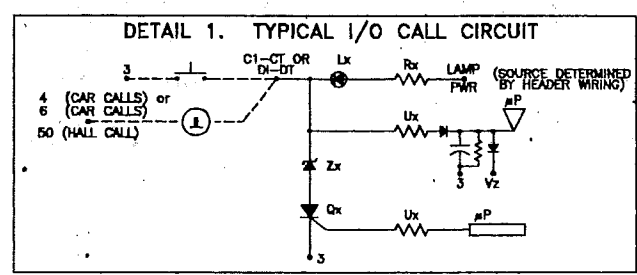 DETAIL 1. TYPICAL I/O CALL CIRCUIT
C1-CT OR
DI-DT
Lx
Rx
LAMP
PWR
(SOURCE DETERMINED
BY HEADER WIRING)
3
4 (CAR CALLS) or
6 (CAR CALLS)
50 (HALL CALL)
Ux
µP
3
Vz
Zx
Qx
Ux
µP
3